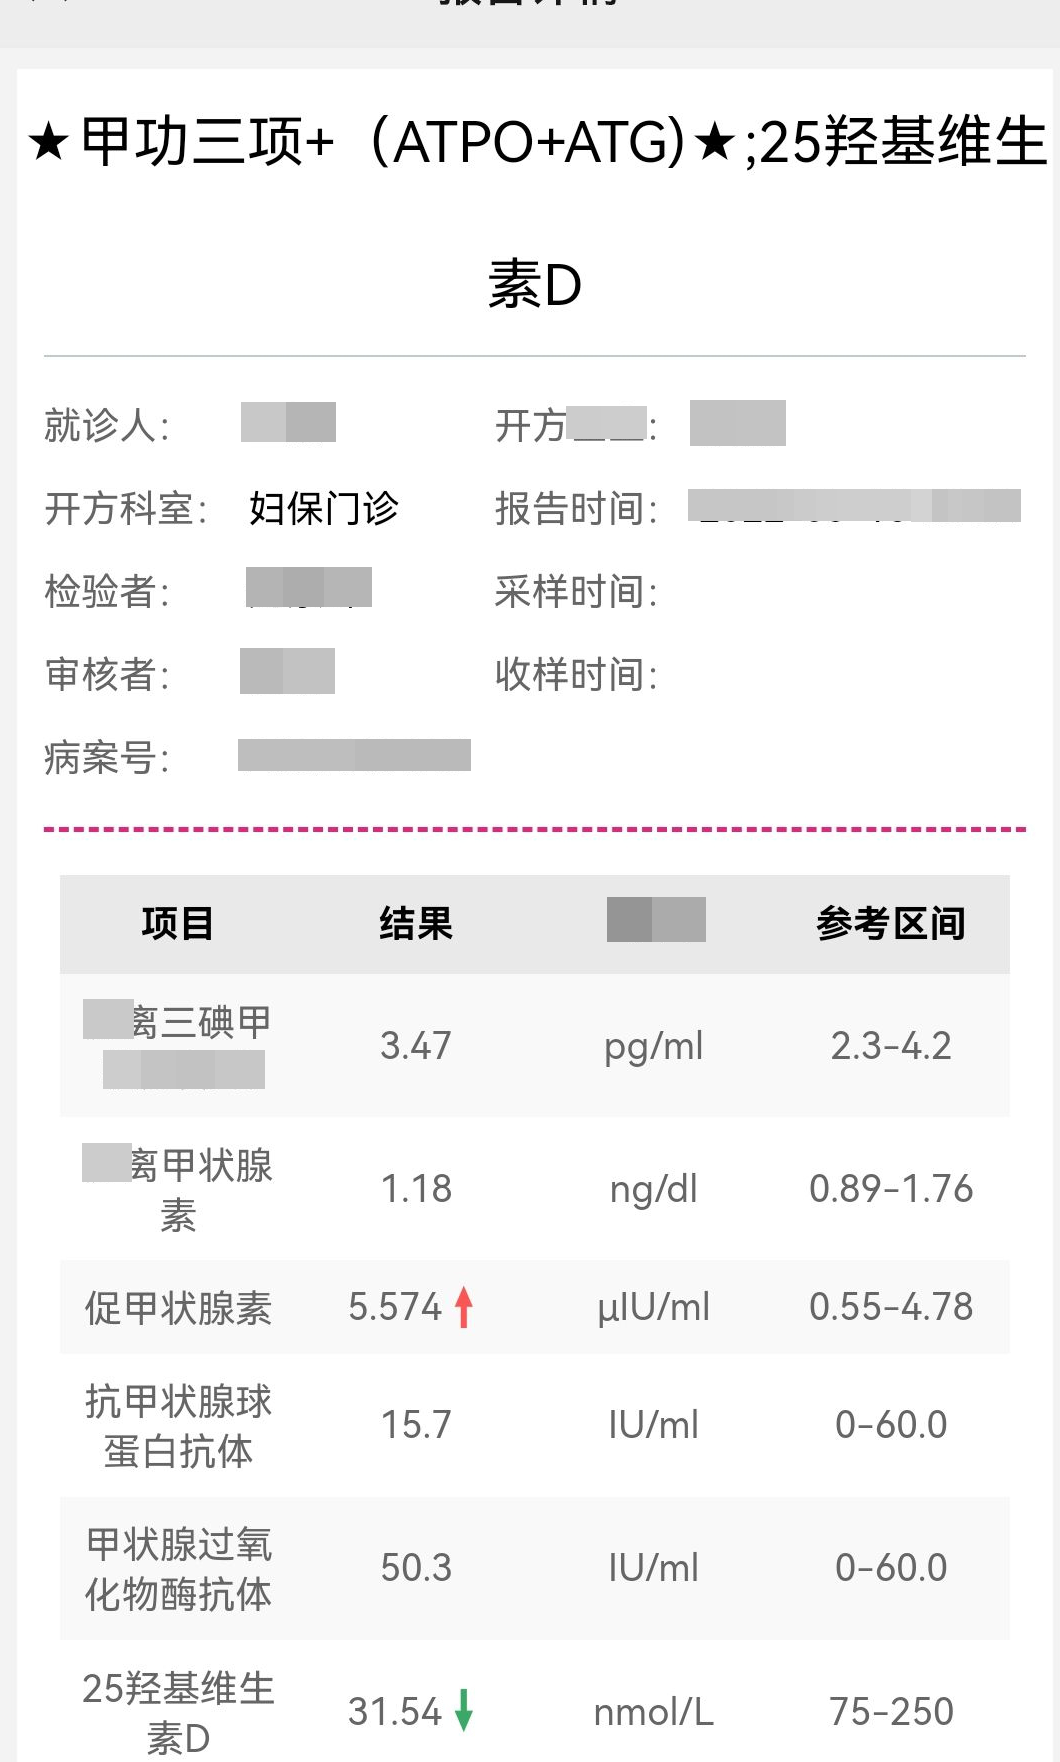 ★甲功三项+（ATPO+ATG)★;25羟基维生
素D
就诊人：
开方
：
开方科室： 妇保门诊
报告时间：
检验者：
采样时间：
审核者：
收样时间：
病案号：
项目 结果 参考区间
离三碘甲 3.47 pg/ml 2.3-4.2
离甲状腺
素 1.18 ng/dl 0.89-1.76
促甲状腺素 5.574 μIU/ml 0.55-4.78
抗甲状腺球
蛋白抗体 15.7 IU/ml 0-60.0
甲状腺过氧
化物酶抗体 50.3 IU/ml 0-60.0
25羟基维生
素D 31.54 nmol/L 75-250